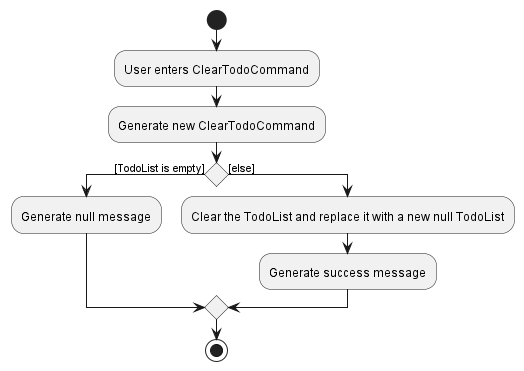 User enters ClearTodoCommand
Generate new ClearTodoCommand
[TodoList is empty]
[else]
Generate null message
Clear the TodoList and replace it with a new null TodoList
Generate success message